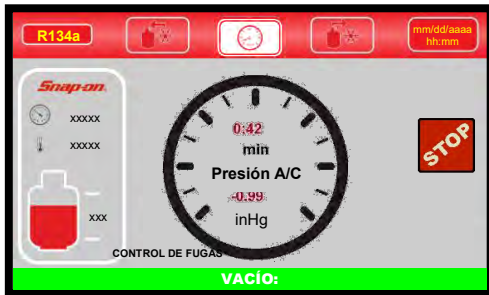 R134a
mm/dd/aaaa
hh:mm
Snap-on
xxxxx
xxxxx
xxx
0:42
min
Presión A/C
-0.99
inHg
STOP
CONTROL DE FUGAS
VACÍO: